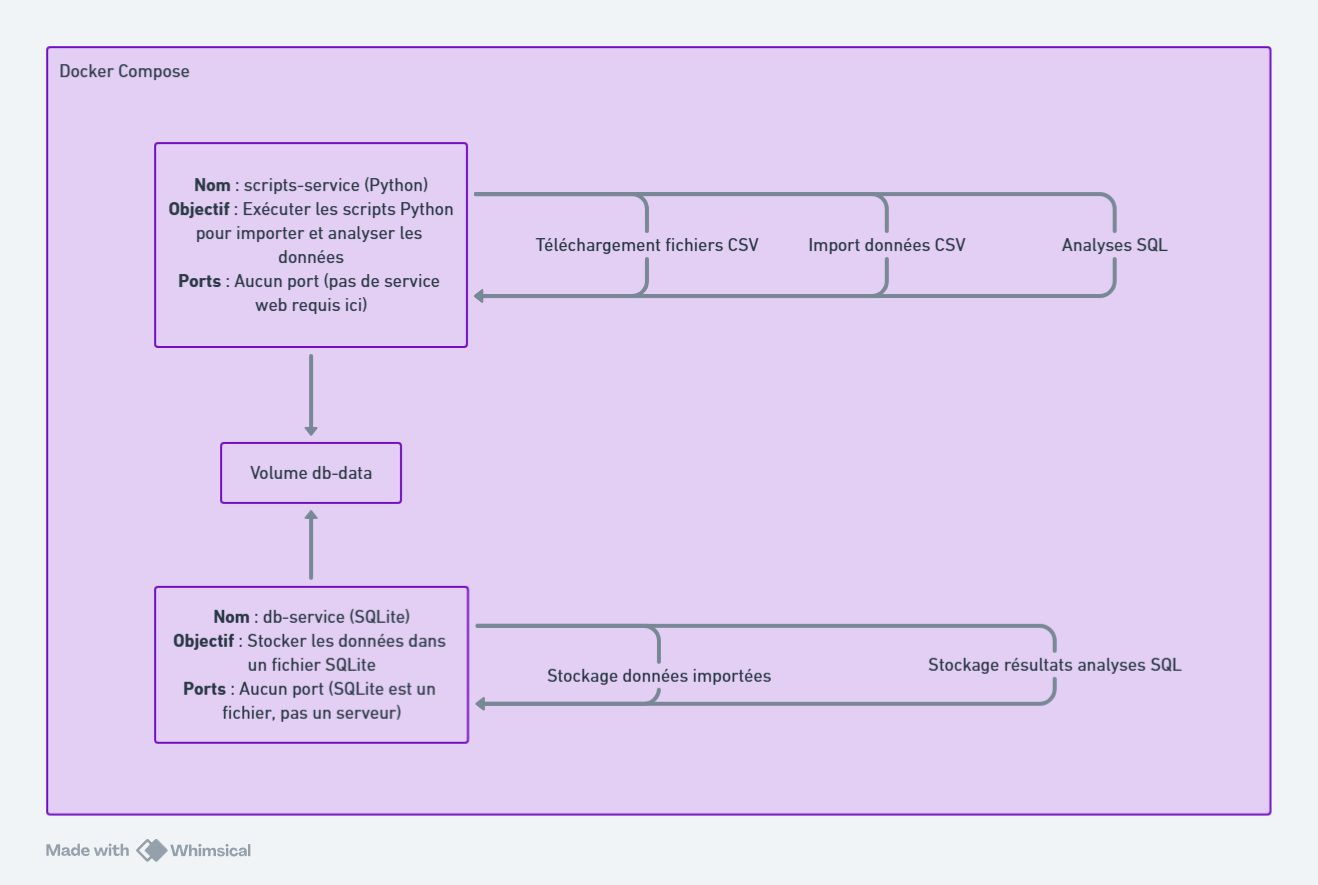 Docker Compose
Nom : scripts-service (Python)
Objectif : Exécuter les scripts Python
pour importer et analyser les
données
Ports : Aucun port (pas de service
web requis ici)
Téléchargement fichiers CSV
Import données CSV
Analyses SQL
Volume db-data
Nom : db-service (SQLite)
Objectif : Stocker les données dans
un fichier SQLite
Ports : Aucun port (SQLite est un
fichier, pas un serveur)
Stockage données importées
Stockage résultats analyses SQL
Made with Whimsical